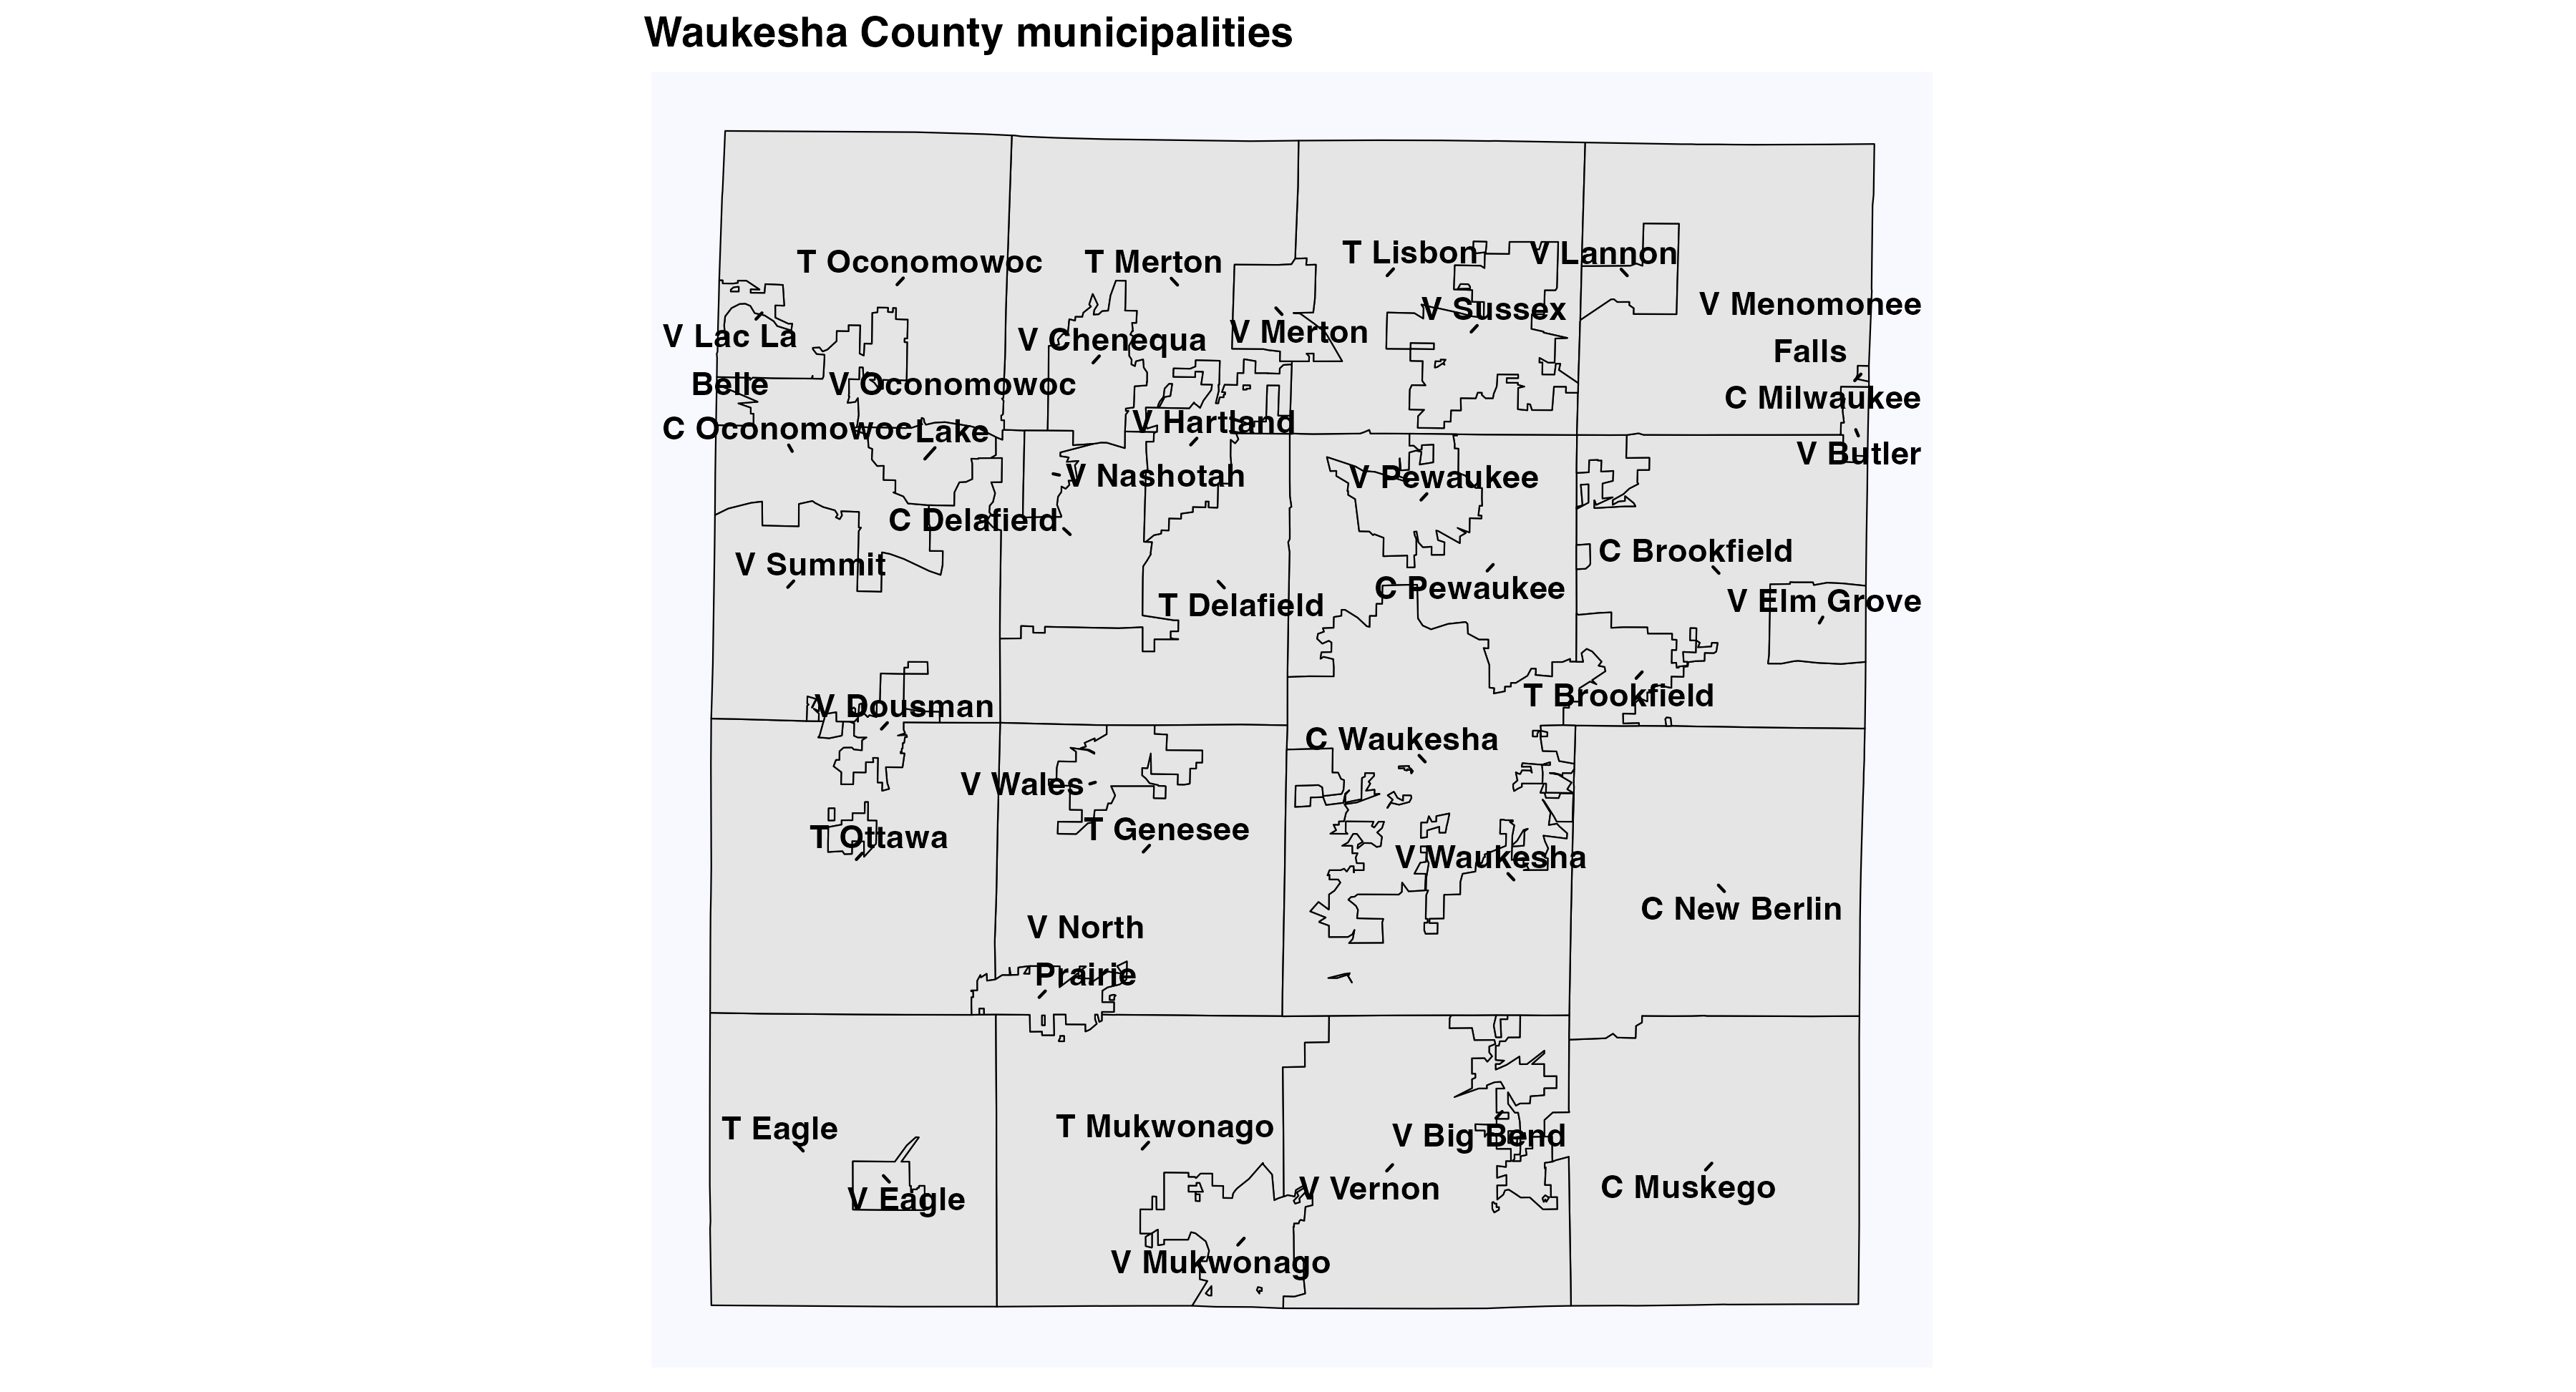 Waukesha County municipalities
T Oconomowoc
T Merton
T Lisbon
V Lannon
V Menomonee
Falls
V Sussex
V Lac La
Belle
V Chenequa
V Merton
V Oconomowoc
Lake
C Milwaukee
C Oconomowoc
V Hartland
V Butler
V Nashotah
V Pewaukee
C Delafield
C Brookfield
V Summit
C Pewaukee
T Delafield
V Elm Grove
V Dousman
T Brookfield
C Waukesha
V Wales
T Ottawa
T Genesee
V Waukesha
C New Berlin
V North
Prairie
T Eagle
T Mukwonago
V Big Bend
V Eagle
V Vernon
C Muskego
V Mukwonago